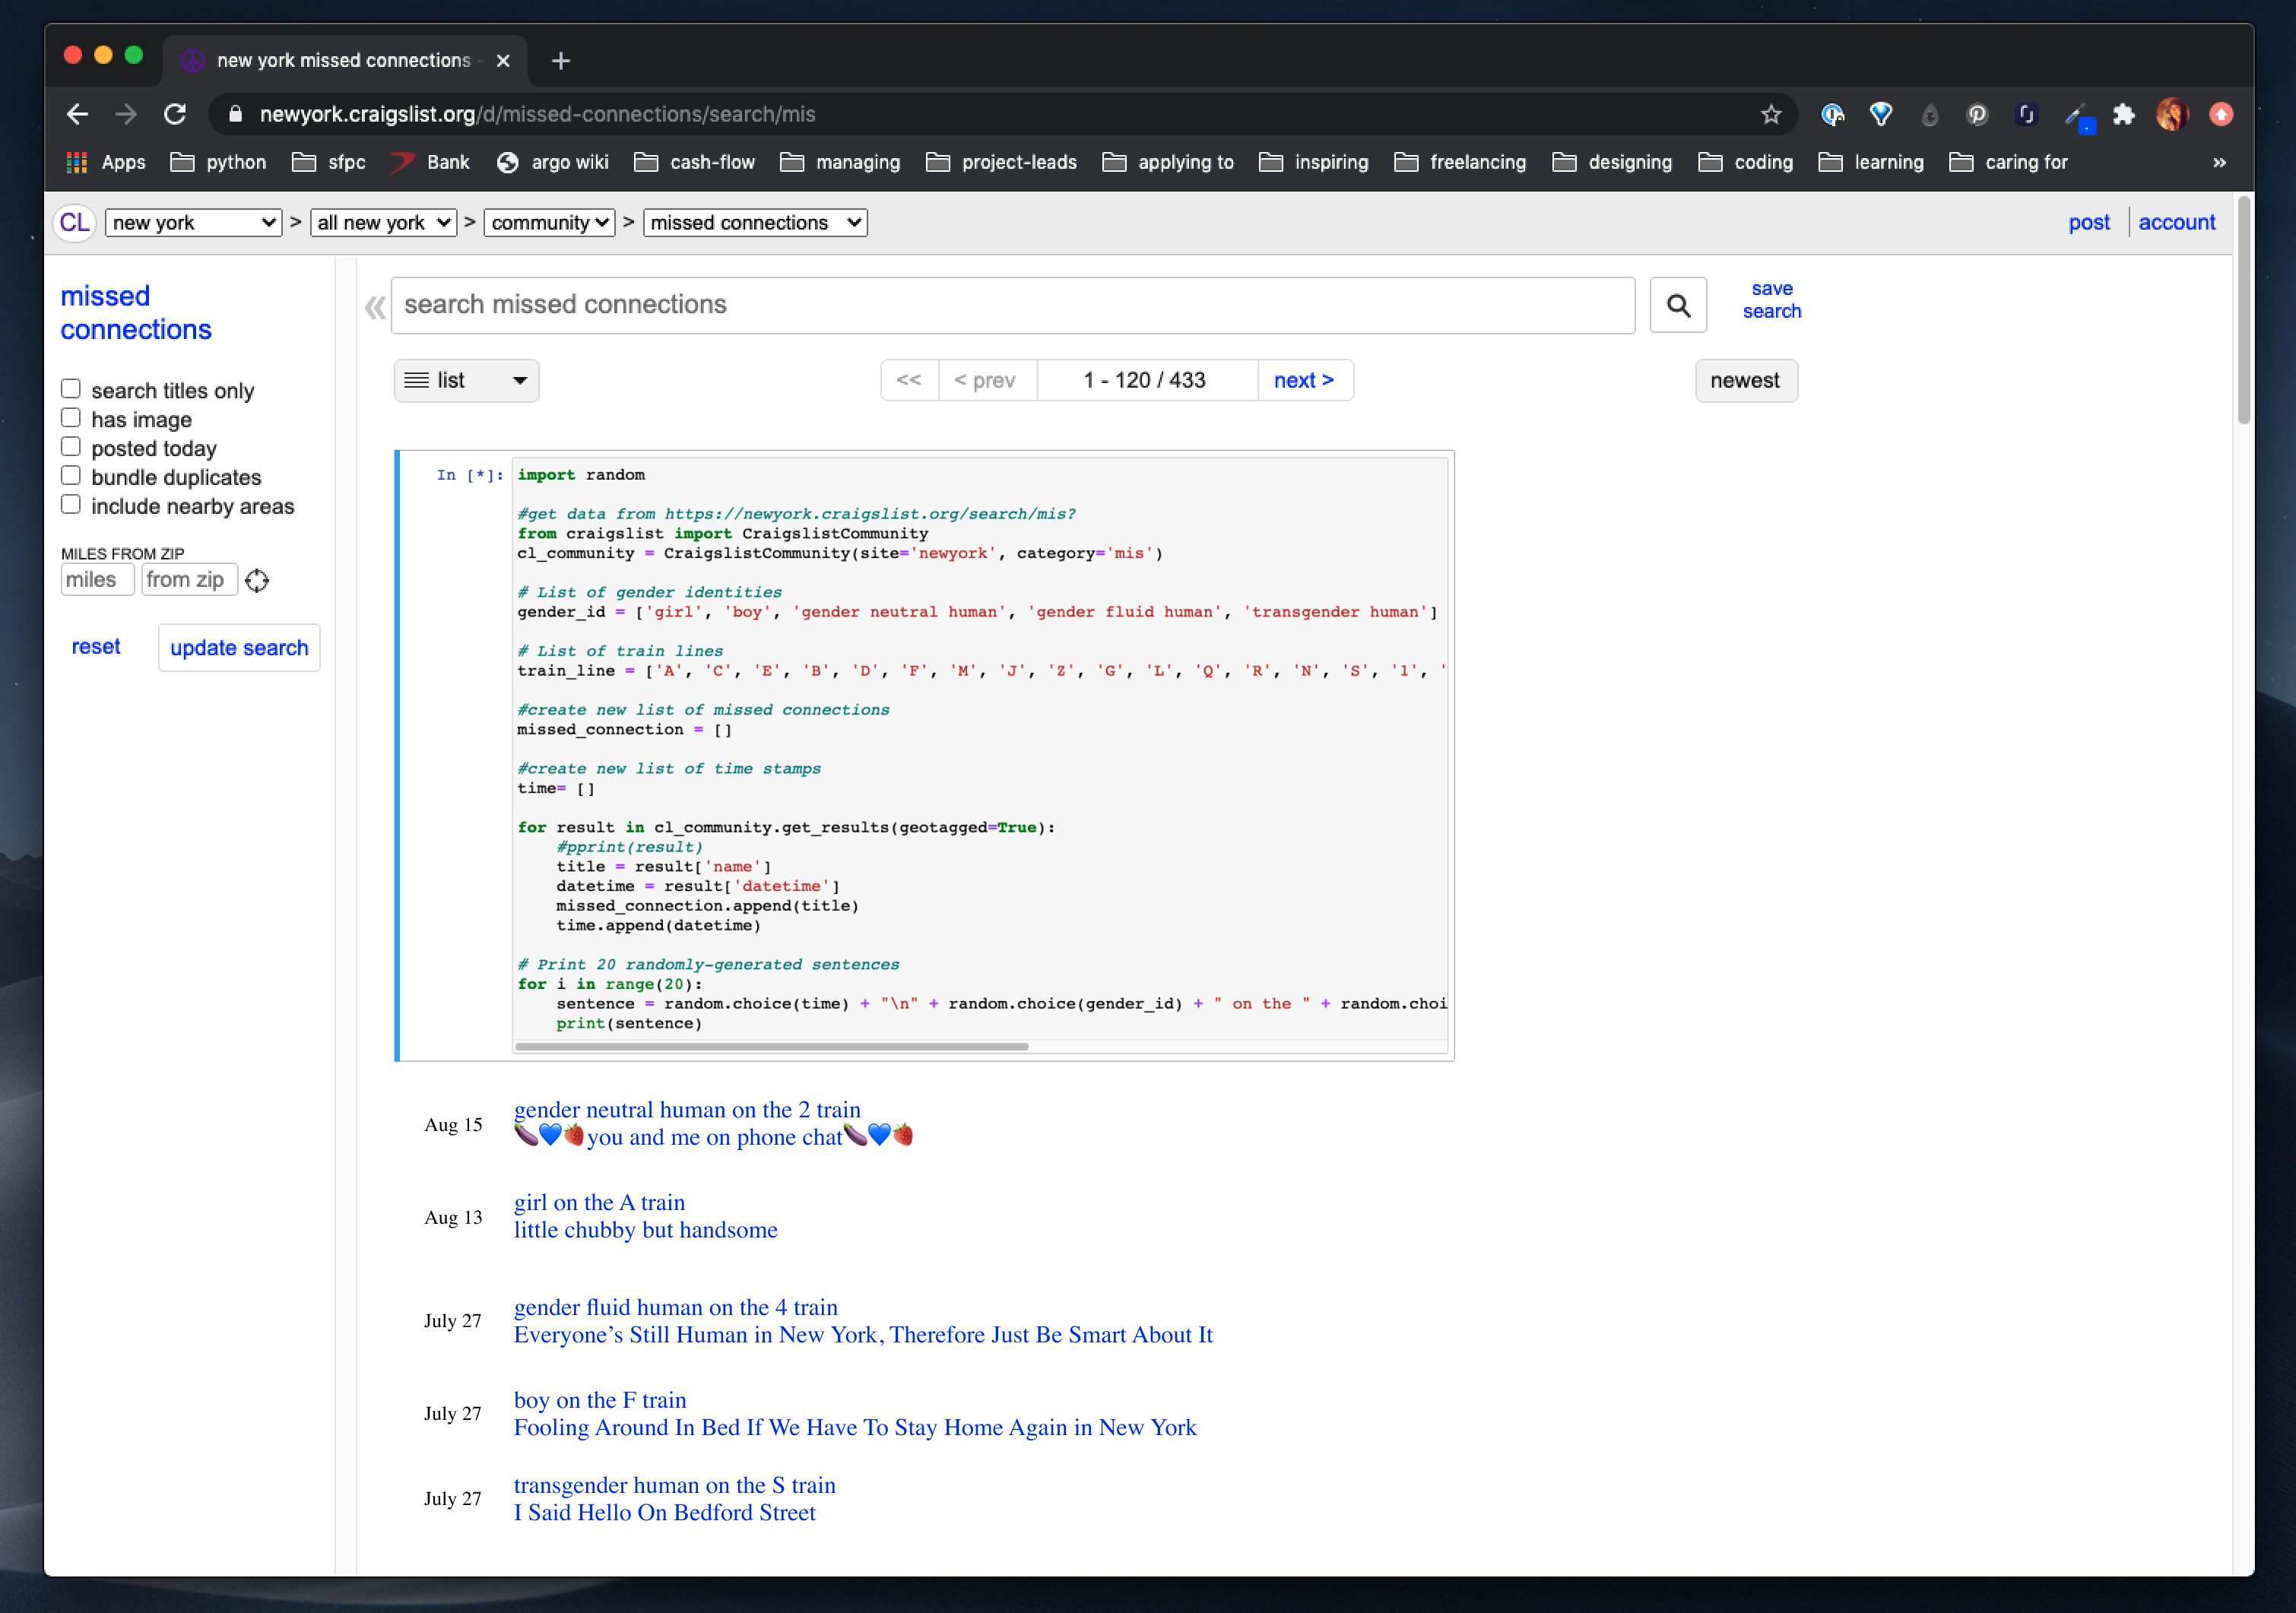 new york missed connections -
newyork.craigslist.org/d/missed-connections/search/mis
Apps python sfpc Bank argo wiki cash-flow managing project-leads applying to inspiring freelancing designing coding learning caring for »
CL new york > all new york > community > missed connections post account
missed
connections
search titles only
has image
posted today
bundle duplicates
include nearby areas
MILES FROM ZIP
miles from zip
reset update search
« search missed connections save
search
list << < prev 1 - 120 / 433 next > newest
In [*]: import random
#get data from https://newyork.craigslist.org/search/mis?
from craigslist import CraigslistCommunity
cl_community = CraigslistCommunity(site='newyork', category='mis')
# List of gender identities
gender_id = ['girl', 'boy', 'gender neutral human', 'gender fluid human', 'transgender human']
# List of train lines
train_line = ['A', 'C', 'E', 'B', 'D', 'F', 'M', 'J', 'Z', 'G', 'L', 'Q', 'R', 'N', 'S', '1', '
#create new list of missed connections
missed_connection = []
#create new list of time stamps
time= []
for result in cl_community.get_results(geotagged=True):
    #pprint(result)
    title = result['name']
    datetime = result['datetime']
    missed_connection.append(title)
    time.append(datetime)
# Print 20 randomly-generated sentences
for i in range(20):
    sentence = random.choice(time) + "\n" + random.choice(gender_id) + " on the " + random.choi
    print(sentence)
Aug 15 gender neutral human on the 2 train
🍆💙🍓you and me on phone chat🍆💙🍓
Aug 13 girl on the A train
little chubby but handsome
July 27 gender fluid human on the 4 train
Everyone’s Still Human in New York, Therefore Just Be Smart About It
July 27 boy on the F train
Fooling Around In Bed If We Have To Stay Home Again in New York
July 27 transgender human on the S train
I Said Hello On Bedford Street